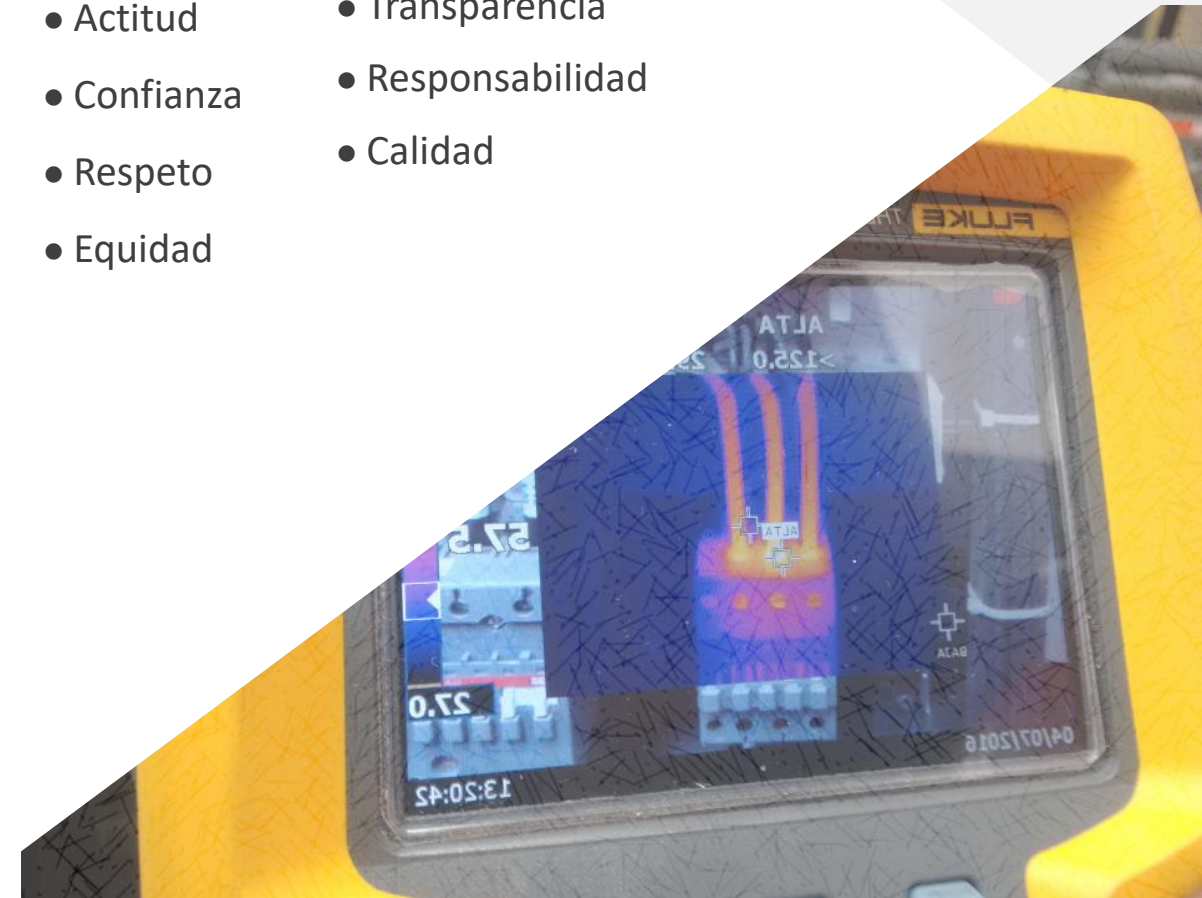 ● Actitud
● Confianza
● Respeto
● Equidad
● Transparencia
● Responsabilidad
● Calidad
FLUKE
ALTA
>125.0
ALTA
57.5
BAJA
27.0
04/07/2016
13:20:42